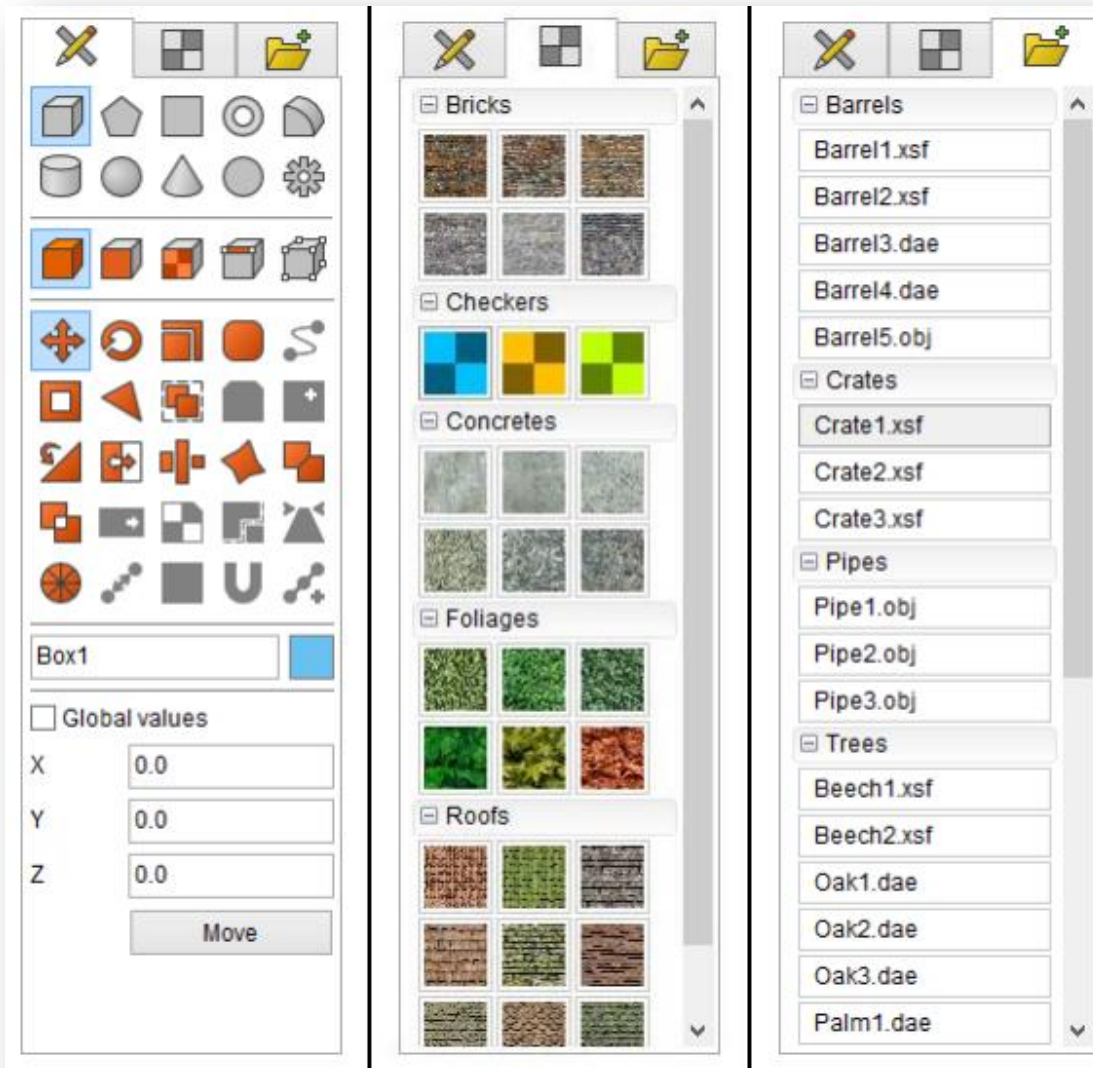 Box1
Global values
X 0.0
Y 0.0
Z 0.0
Move
Bricks
Checkers
Concretes
Foliages
Roofs
Barrels
Barrel1.xsf
Barrel2.xsf
Barrel3.dae
Barrel4.dae
Barrel5.obj
Crates
Crate1.xsf
Crate2.xsf
Crate3.xsf
Pipes
Pipe1.obj
Pipe2.obj
Pipe3.obj
Trees
Beech1.xsf
Beech2.xsf
Oak1.dae
Oak2.dae
Oak3.dae
Palm1.dae